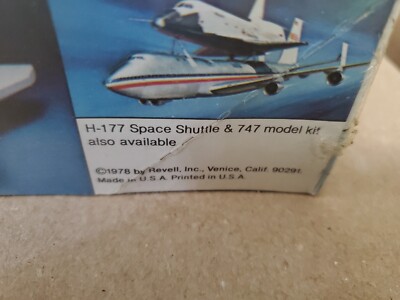 H-177 Space Shuttle & 747 model kit
also available
©1978 by Revell, Inc., Venice, Calif. 90291.
Made in U.S.A. Printed in U.S.A.